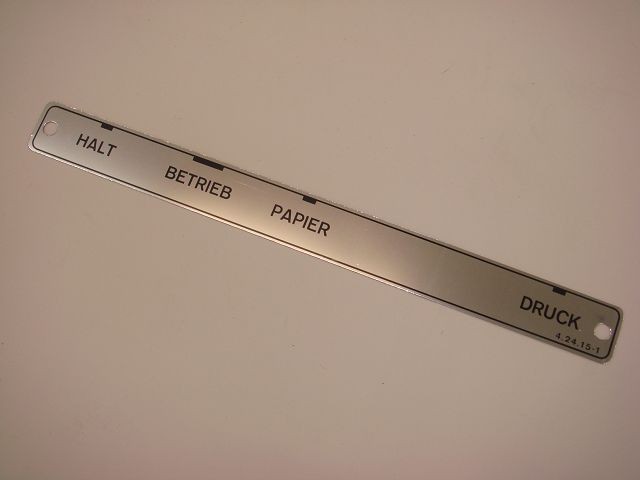 HALT
BETRIEB
PAPIER
DRUCK
4.24.15-1